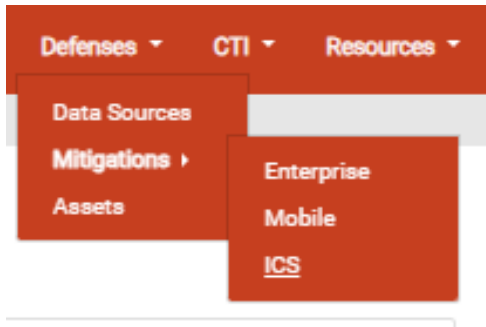 Defenses CTI Resources
Data Sources
Mitigations
Assets
Enterprise
Mobile
ICS